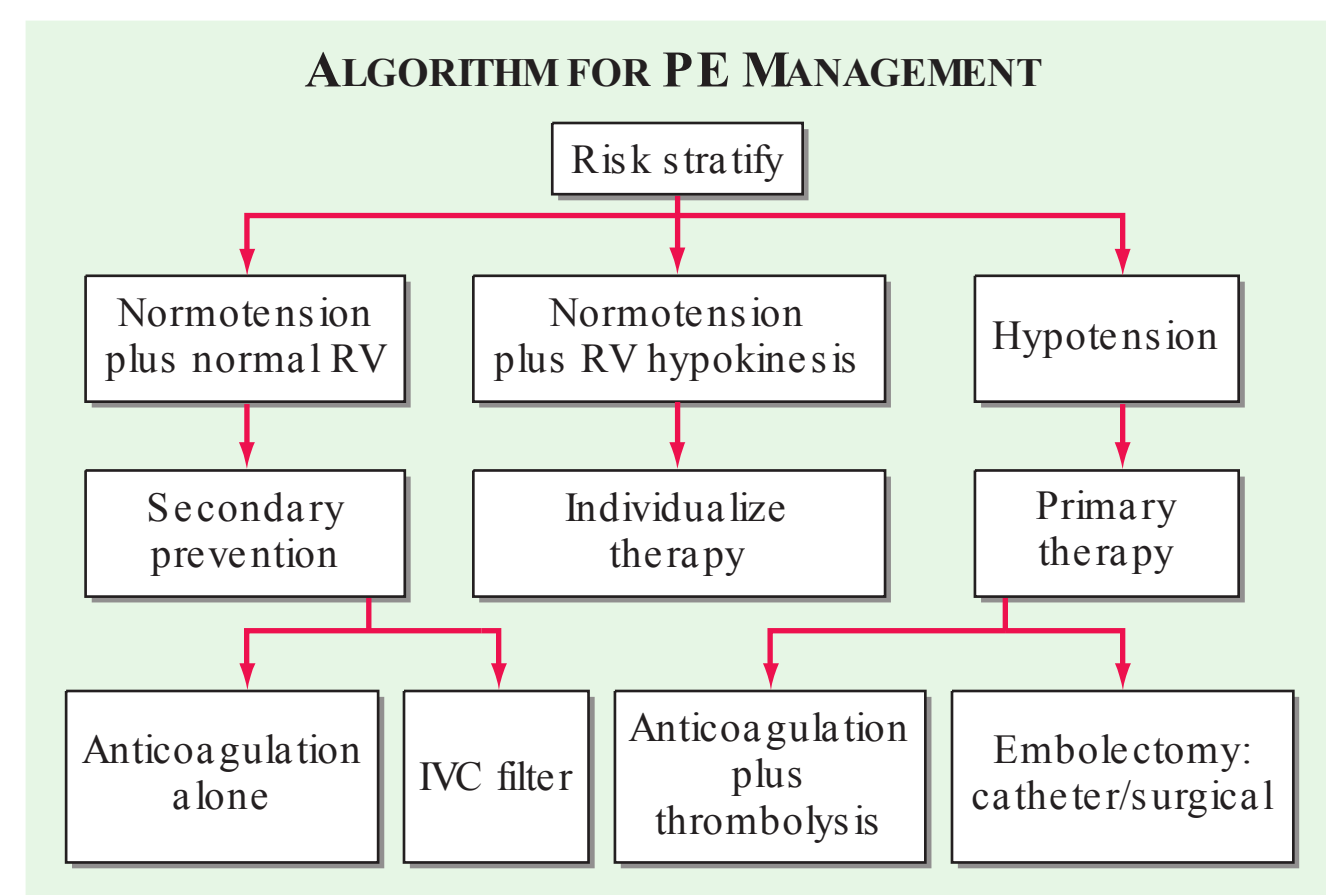 ALGORITHM FOR PE MANAGEMENT
Risk stratify
Normotension
plus normal RV
Normotension
plus RV hypokinesis
Hypotension
Secondary
prevention
Individualize
therapy
Primary
therapy
Anticoagulation
alone
IVC filter
Anticoagulation
plus
thrombolysis
Embolectomy:
catheter/surgical